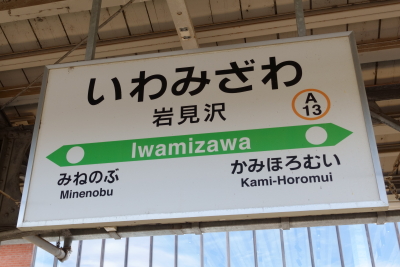 いわみざわ
岩見沢
A
13
Iwamizawa
みねのぶ
Minenobu
かみほろむい
Kami-Horomui